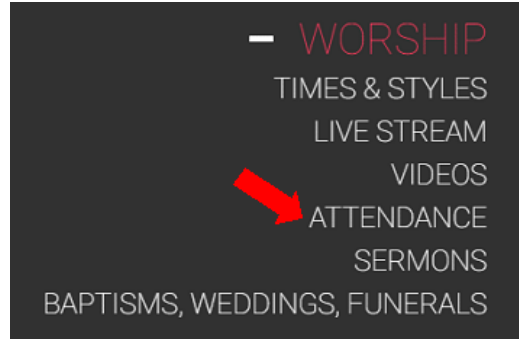 – WORSHIP
TIMES & STYLES
LIVE STREAM
VIDEOS
ATTENDANCE
SERMONS
BAPTISMS, WEDDINGS, FUNERALS